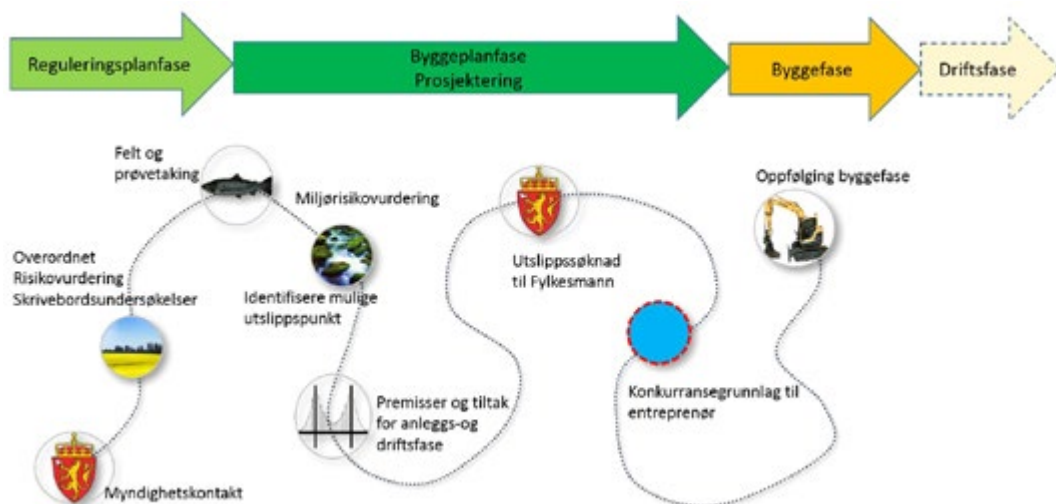 Reguleringsplanfase
Byggeplanfase
Prosjektering
Byggefase
Driftsfase
Felt og
prøvetaking
Miljørisikovurdering
Oppfølging byggefase
Overordnet
Risikovurdering
Skrivebordsundersøkelser
Identifisere mulige
utslippspunkt
Utslippssøknad
til Fylkesmann
Premisser og tiltak
for anleggs-og
driftsfase
Konkurransegrunnlag til
entreprenør
Myndighetskontakt